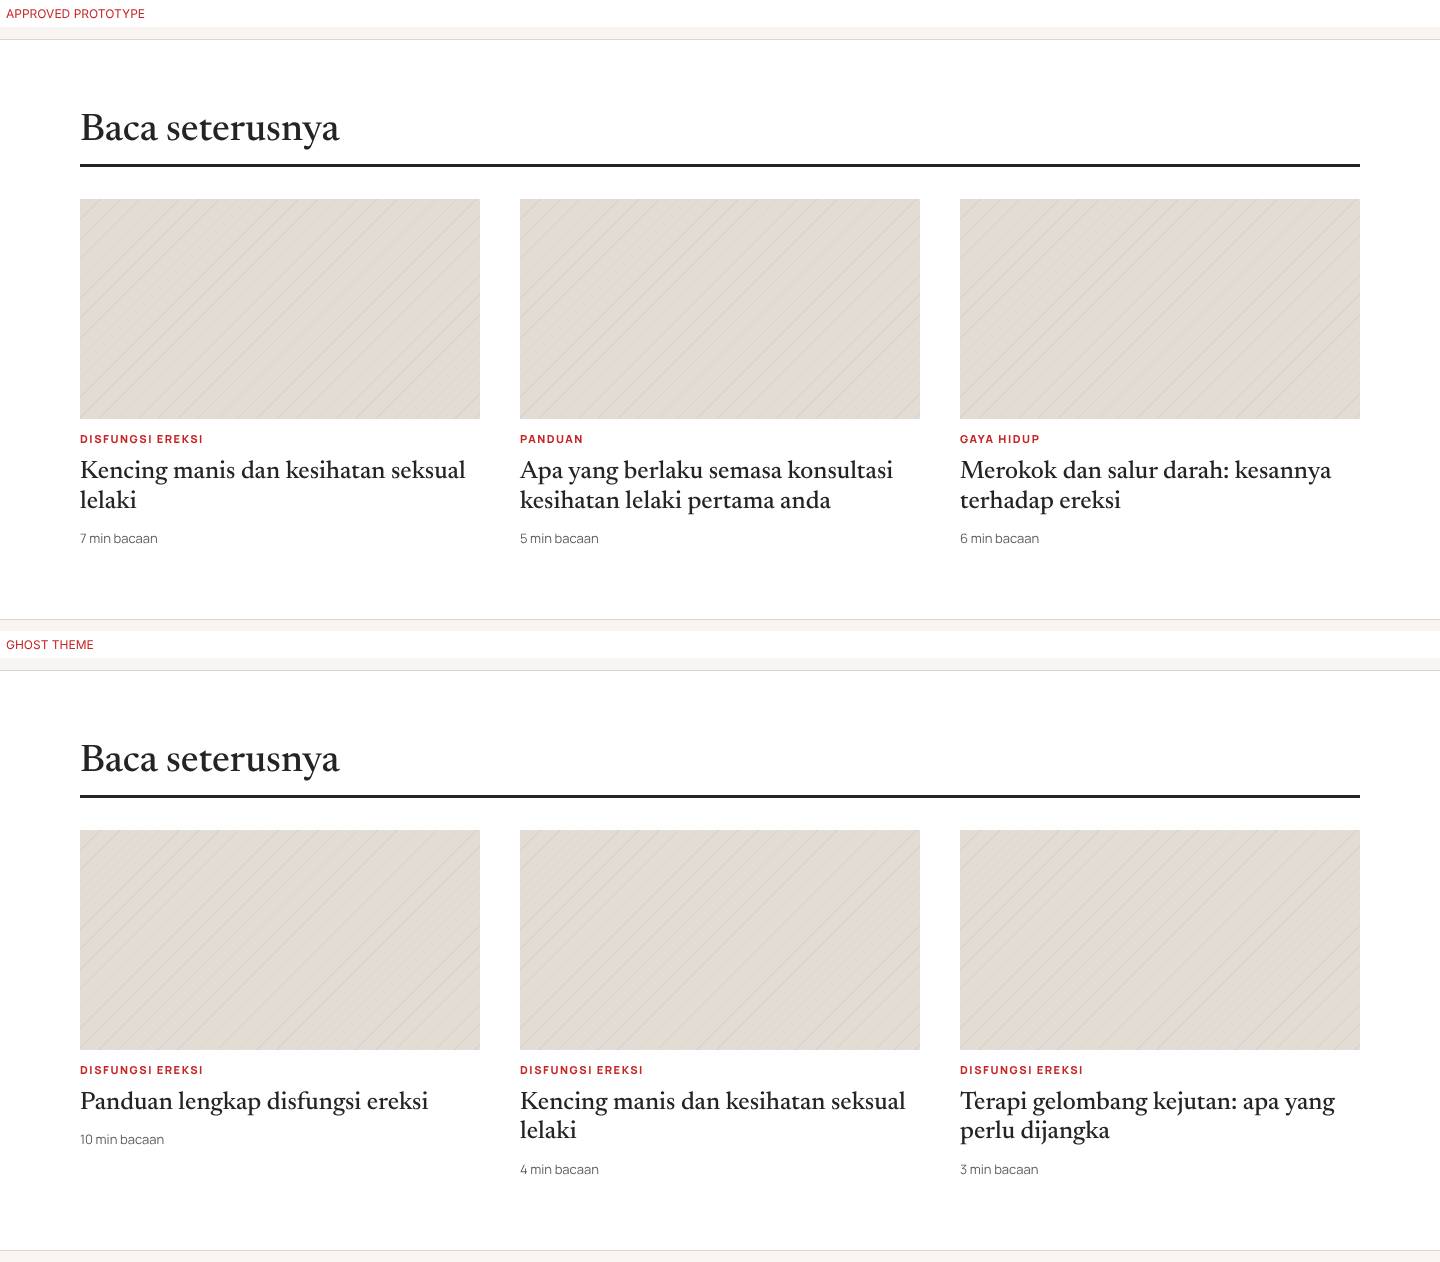 APPROVED PROTOTYPE
Baca seterusnya
DISFUNGSI EREKSI
Kencing manis dan kesihatan seksual
lelaki
7 min bacaan
PANDUAN
Apa yang berlaku semasa konsultasi
kesihatan lelaki pertama anda
5 min bacaan
GAYA HIDUP
Merokok dan salur darah: kesannya
terhadap ereksi
6 min bacaan
GHOST THEME
Baca seterusnya
DISFUNGSI EREKSI
Panduan lengkap disfungsi ereksi
10 min bacaan
DISFUNGSI EREKSI
Kencing manis dan kesihatan seksual
lelaki
4 min bacaan
DISFUNGSI EREKSI
Terapi gelombang kejutan: apa yang
perlu dijangka
3 min bacaan